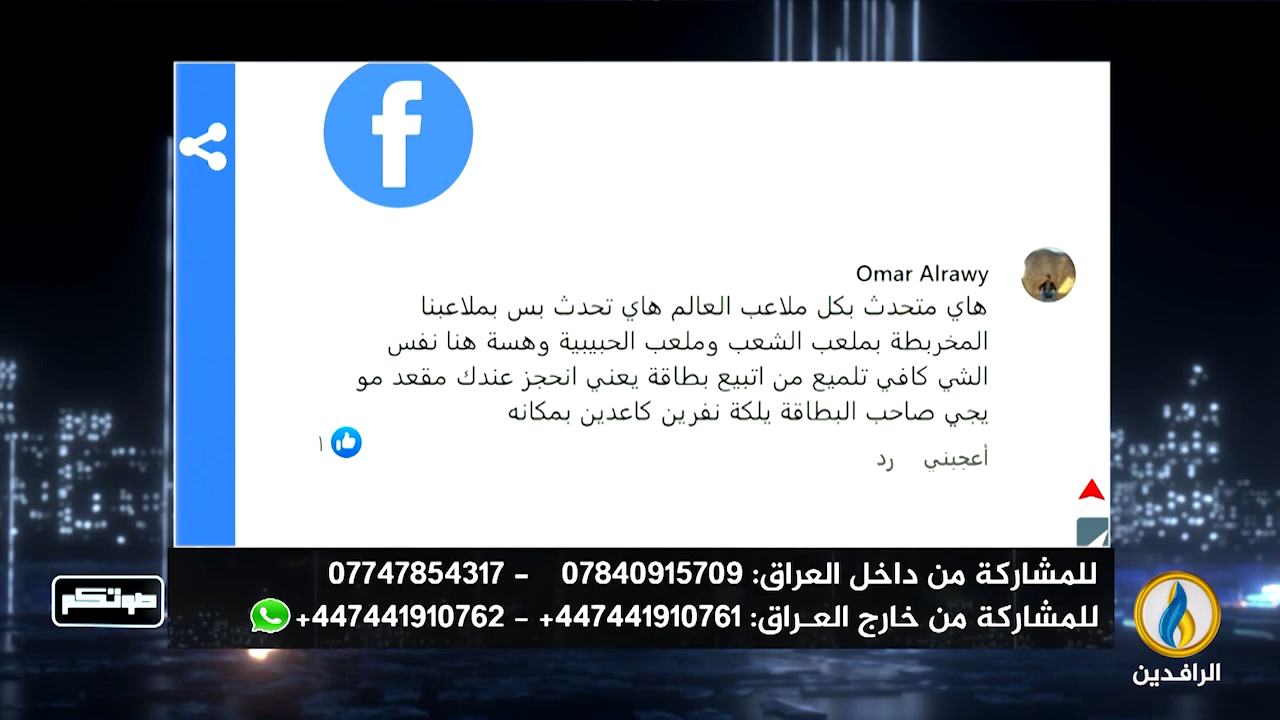 f
Omar Alrawy
هاي متحدث بكل ملاعب العالم هاي تحدث بس بملاعبنا
المخربطة بملعب الشعب وملعب الحبيبية وهسة هنا نفس
الشي كافي تلميع من اتبيع بطاقة يعني انحجز عندك مقعد مو
يجي صاحب البطاقة يلكة نفرين كاعدين بمكانه
أعجبني رد
١
للمشاركة من داخل العراق: 07840915709 - 07747854317
للمشاركة من خارج العـراق: 447441910761+ - 447441910762+
صوتكم
الرافدين